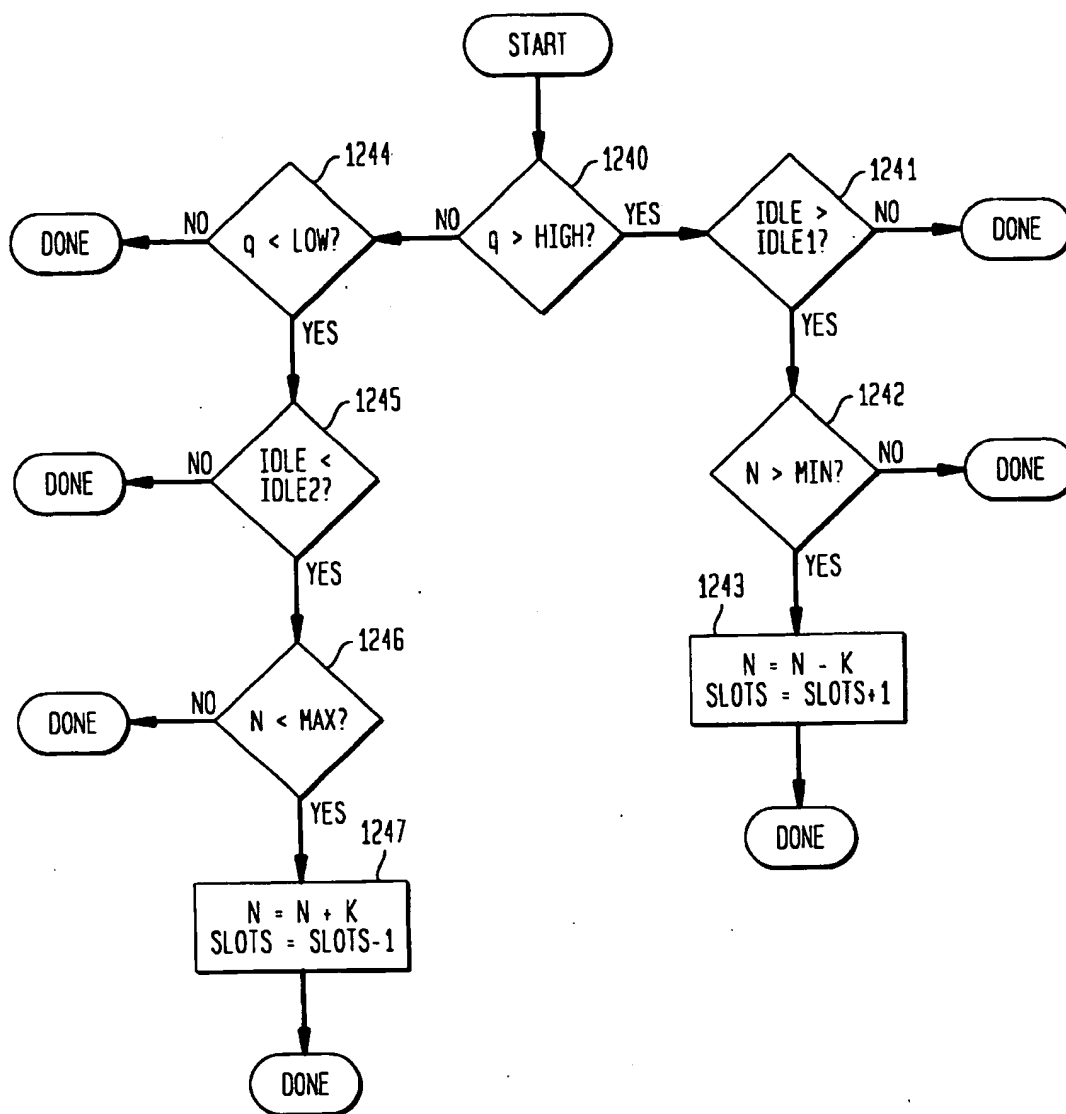 START
1244
1240
1241
NO
q < LOW?
NO
q > HIGH?
YES
IDLE >
IDLE1?
NO
DONE
DONE
YES
YES
1245
1242
NO
IDLE <
IDLE2?
N > MIN?
NO
DONE
DONE
YES
YES
1246
1243
NO
N < MAX?
N = N - K
SLOTS = SLOTS+1
DONE
YES
1247
DONE
N = N + K
SLOTS = SLOTS-1
DONE